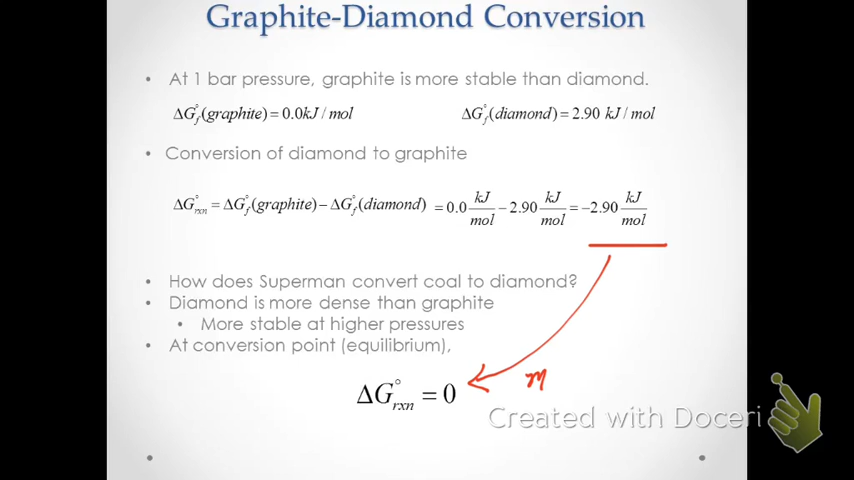 Graphite-Diamond Conversion
• At 1 bar pressure, graphite is more stable than diamond.
ΔG°f(graphite) = 0.0kJ / mol ΔG°f(diamond) = 2.90 kJ / mol
• Conversion of diamond to graphite
ΔG°rxn = ΔG°f(graphite) − ΔG°f(diamond) = 0.0 kJ/mol − 2.90 kJ/mol = −2.90 kJ/mol
• How does Superman convert coal to diamond?
• Diamond is more dense than graphite
• More stable at higher pressures
• At conversion point (equilibrium),
ΔG°rxn = 0
Created with Doceri